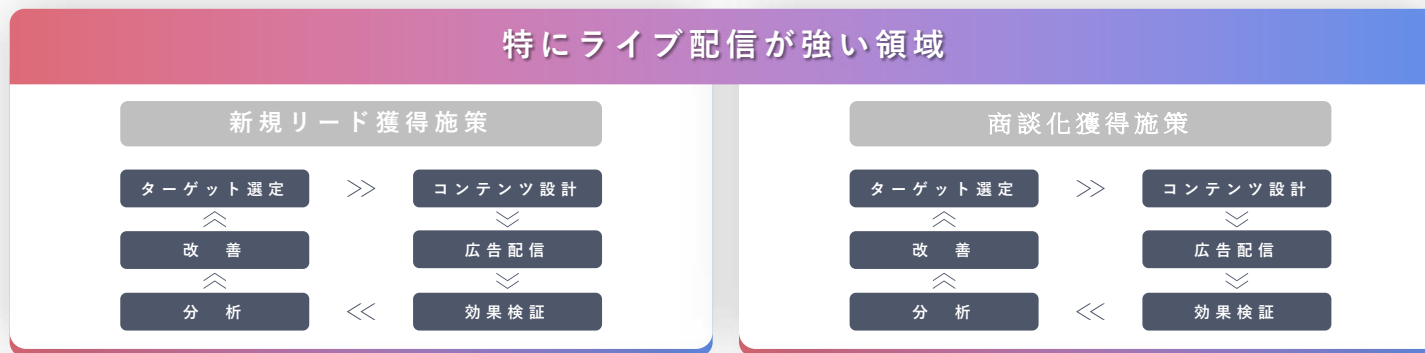 特にライブ配信が強い領域
新規リード獲得施策
ターゲット選定 >> コンテンツ設計
改　善 広告配信
分　析 << 効果検証
商談化獲得施策
ターゲット選定 >> コンテンツ設計
改　善 広告配信
分　析 << 効果検証